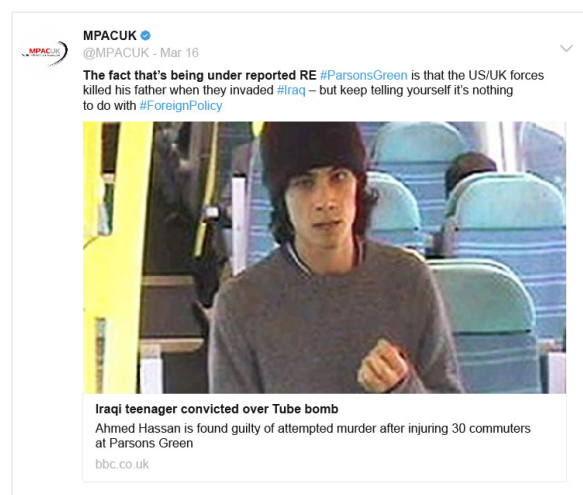 MPACUK
@MPACUK - Mar 16
MPACUK
The fact that's being under reported RE #ParsonsGreen is that the US/UK forces
killed his father when they invaded #Iraq – but keep telling yourself it's nothing
to do with #ForeignPolicy
Iraqi teenager convicted over Tube bomb
Ahmed Hassan is found guilty of attempted murder after injuring 30 commuters
at Parsons Green
bbc.co.uk